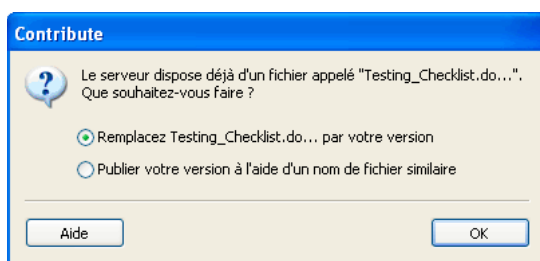 Contribute
Le serveur dispose déjà d'un fichier appelé "Testing_Checklist.do...".
Que souhaitez-vous faire ?
Remplacez Testing_Checklist.do... par votre version
Publier votre version à l'aide d'un nom de fichier similaire
Aide
OK